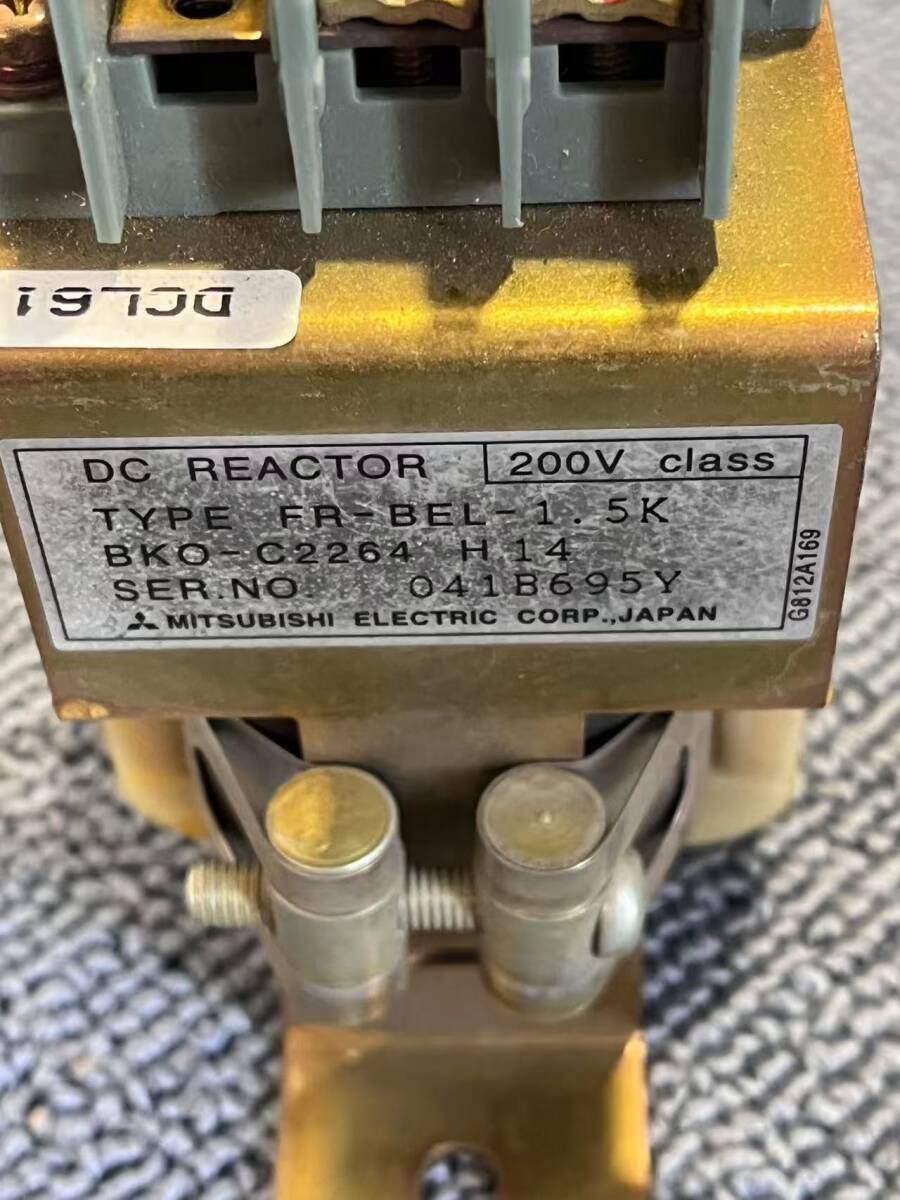 DCL61
DC REACTOR 200V class
TYPE FR-BEL-1.5K
BKO-C2264 H14
SER.NO. 041B695Y
MITSUBISHI ELECTRIC CORP.,JAPAN
G812A169